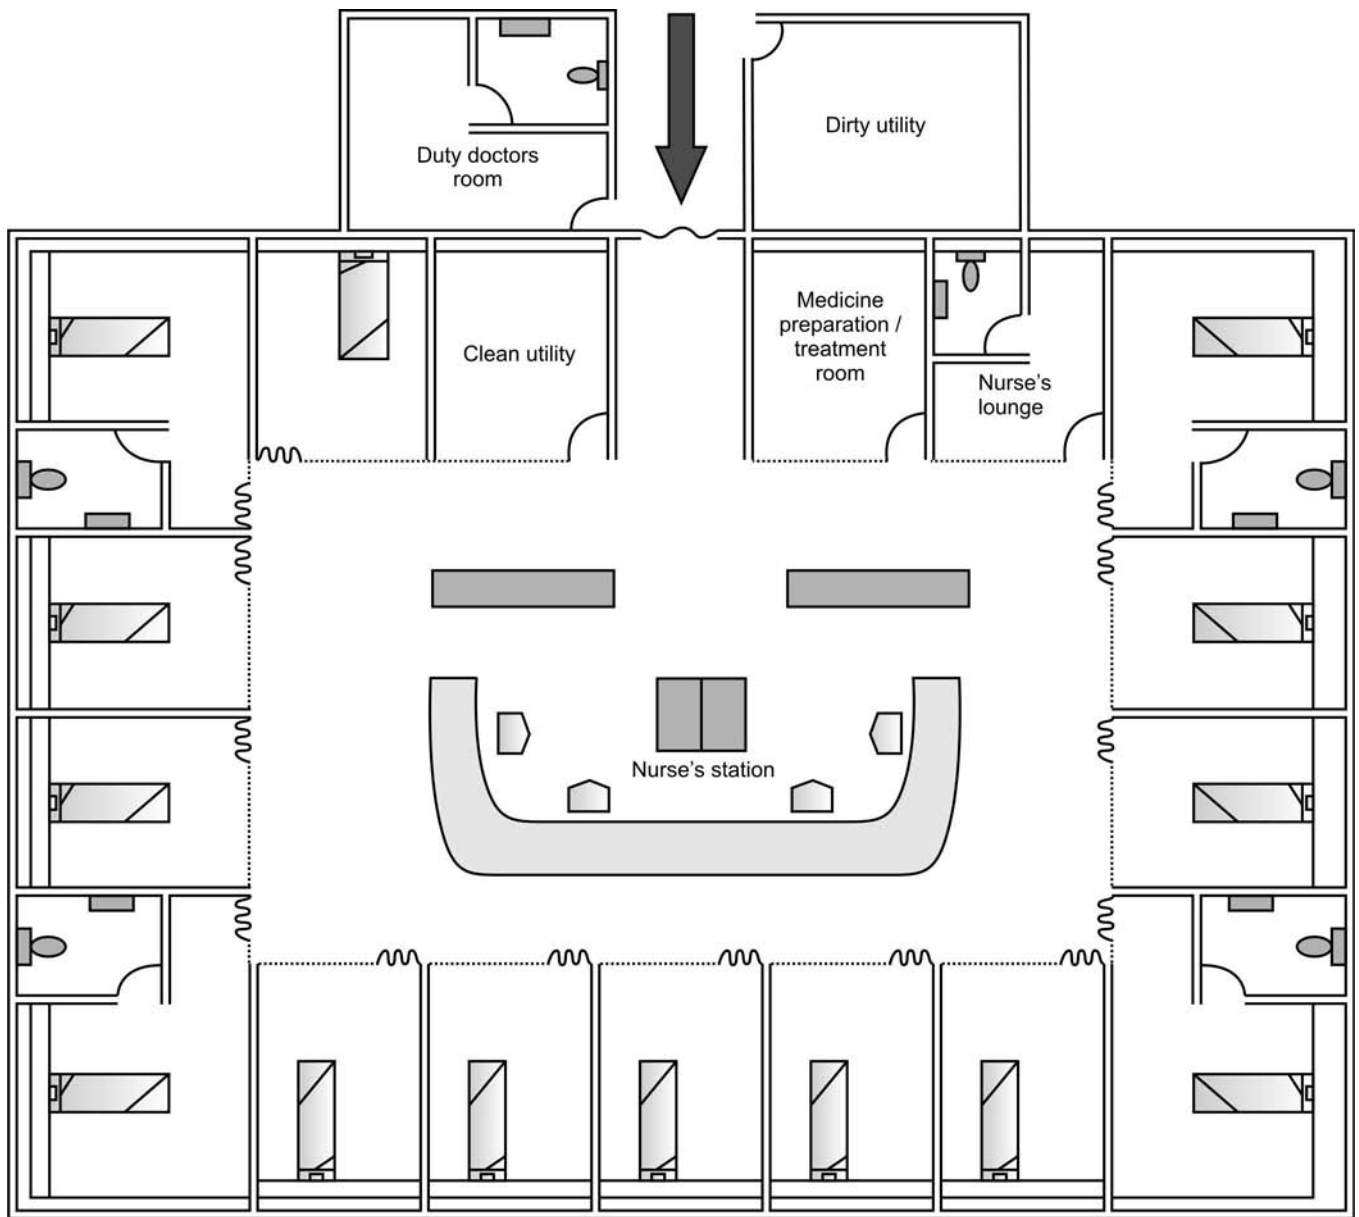 Duty doctors
room
Dirty utility
Clean utility
Medicine
preparation /
treatment
room
Nurse's
lounge
Nurse's station